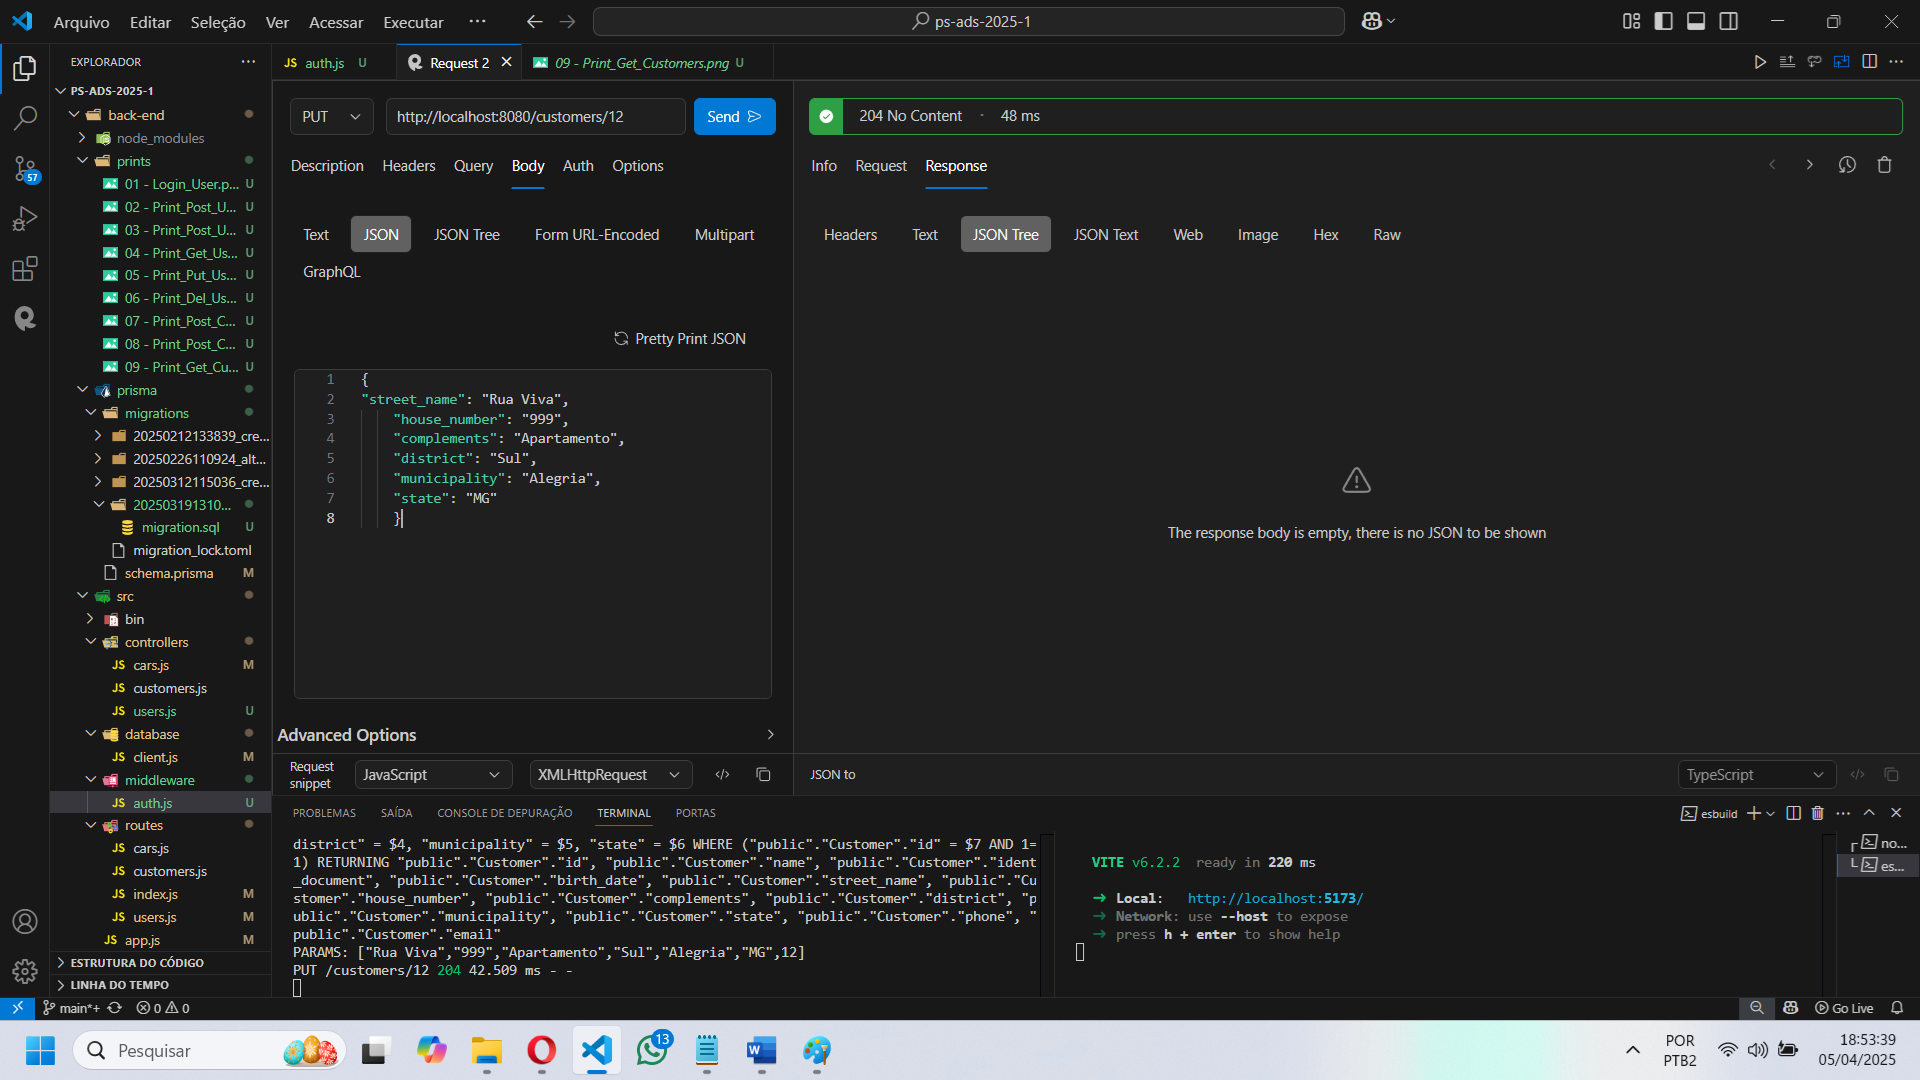 Arquivo Editar Seleção Ver Acessar Executar ··· ps-ads-2025-1
EXPLORADOR ···
PS-ADS-2025-1
back-end
node_modules
prints
01 - Login_User.p... U
02 - Print_Post_U... U
03 - Print_Post_U... U
04 - Print_Get_Us... U
05 - Print_Put_Us... U
06 - Print_Del_Us... U
07 - Print_Post_C... U
08 - Print_Post_C... U
09 - Print_Get_Cu... U
prisma
migrations
20250212133839_cre...
20250226110924_alt...
20250312115036_cre...
202503191310...
migration.sql U
migration_lock.toml
schema.prisma M
src
bin
controllers
JS cars.js M
JS customers.js
JS users.js U
database
JS client.js M
middleware
JS auth.js U
routes
JS cars.js
JS customers.js
JS index.js M
JS users.js M
JS app.js M
ESTRUTURA DO CÓDIGO
LINHA DO TEMPO
57
JS auth.js U Request 2 09 - Print_Get_Customers.png U
PUT http://localhost:8080/customers/12 Send
Description Headers Query Body Auth Options
Text JSON JSON Tree Form URL-Encoded Multipart
GraphQL
Pretty Print JSON
1 {
2 "street_name": "Rua Viva",
3 "house_number": "999",
4 "complements": "Apartamento",
5 "district": "Sul",
6 "municipality": "Alegria",
7 "state": "MG"
8 }
Advanced Options
Request snippet JavaScript XMLHttpRequest
204 No Content · 48 ms
Info Request Response
Headers Text JSON Tree JSON Text Web Image Hex Raw
The response body is empty, there is no JSON to be shown
JSON to TypeScript
PROBLEMAS SAÍDA CONSOLE DE DEPURAÇÃO TERMINAL PORTAS esbuild
district" = $4, "municipality" = $5, "state" = $6 WHERE ("public"."Customer"."id" = $7 AND 1=
1) RETURNING "public"."Customer"."id", "public"."Customer"."name", "public"."Customer"."ident
_document", "public"."Customer"."birth_date", "public"."Customer"."street_name", "public"."Cu
stomer"."house_number", "public"."Customer"."complements", "public"."Customer"."district", "p
ublic"."Customer"."municipality", "public"."Customer"."state", "public"."Customer"."phone", "
public"."Customer"."email"
PARAMS: ["Rua Viva","999","Apartamento","Sul","Alegria","MG",12]
PUT /customers/12 204 42.509 ms - -
VITE v6.2.2 ready in 220 ms
➜ Local: http://localhost:5173/
➜ Network: use --host to expose
➜ press h + enter to show help
no...
es...
main*+ 0 0 Go Live
Pesquisar
13
POR
PTB2
18:53:39
05/04/2025